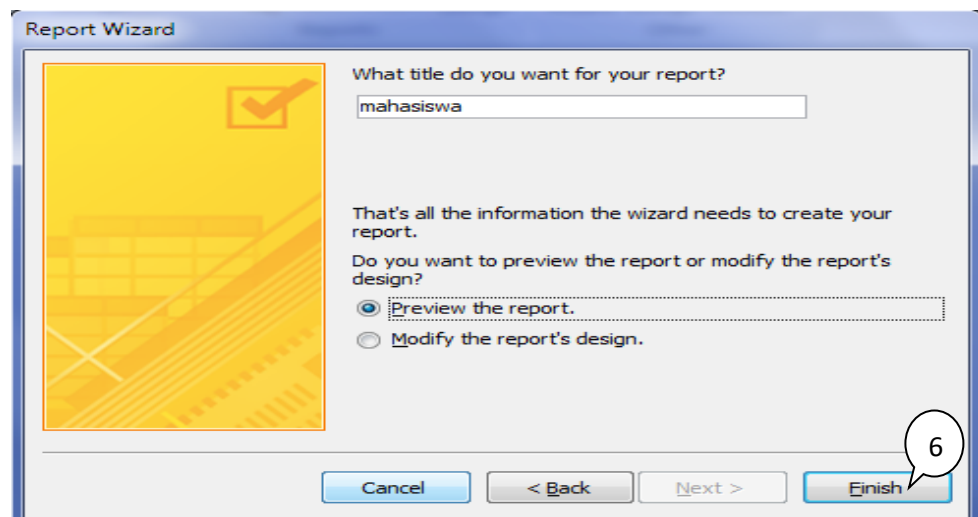 Report Wizard
What title do you want for your report?
mahasiswa
That's all the information the wizard needs to create your
report.
Do you want to preview the report or modify the report's
design?
Preview the report.
Modify the report's design.
6
Cancel
< Back
Next >
Finish